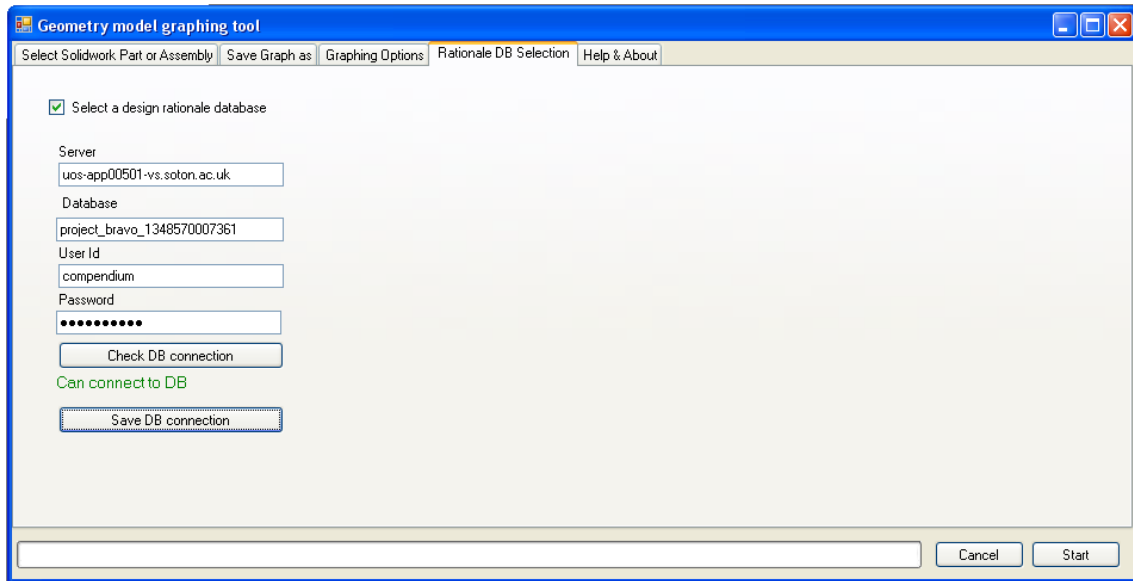 Geometry model graphing tool
Select Solidwork Part or Assembly Save Graph as Graphing Options Rationale DB Selection Help & About
Select a design rationale database
Server
uos-app00501-vs.soton.ac.uk
Database
project_bravo_1348570007361
User Id
compendium
Password
••••••••••
Check DB connection
Can connect to DB
Save DB connection
Cancel Start